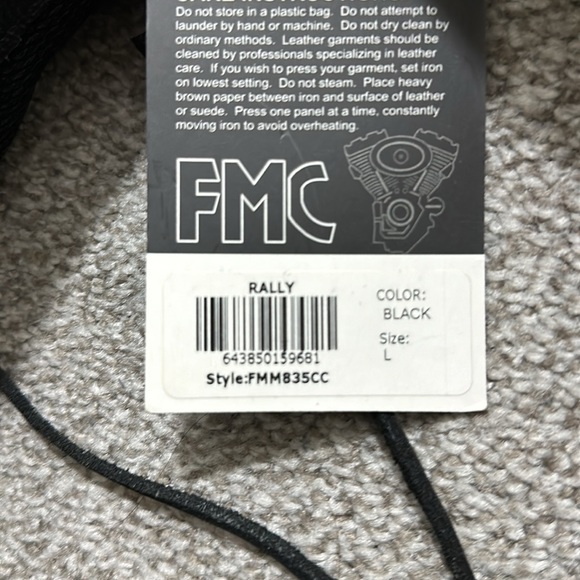 Do not store in a plastic bag. Do not attempt to
launder by hand or machine. Do not dry clean by
ordinary methods. Leather garments should be
cleaned by professionals specializing in leather
care. If you wish to press your garment, set iron
on lowest setting. Do not steam. Place heavy
brown paper between iron and surface of leather
or suede. Press one panel at a time, constantly
moving iron to avoid overheating.
FMC
RALLY
643850159681
Style:FMM835CC
COLOR:
BLACK
Size:
L